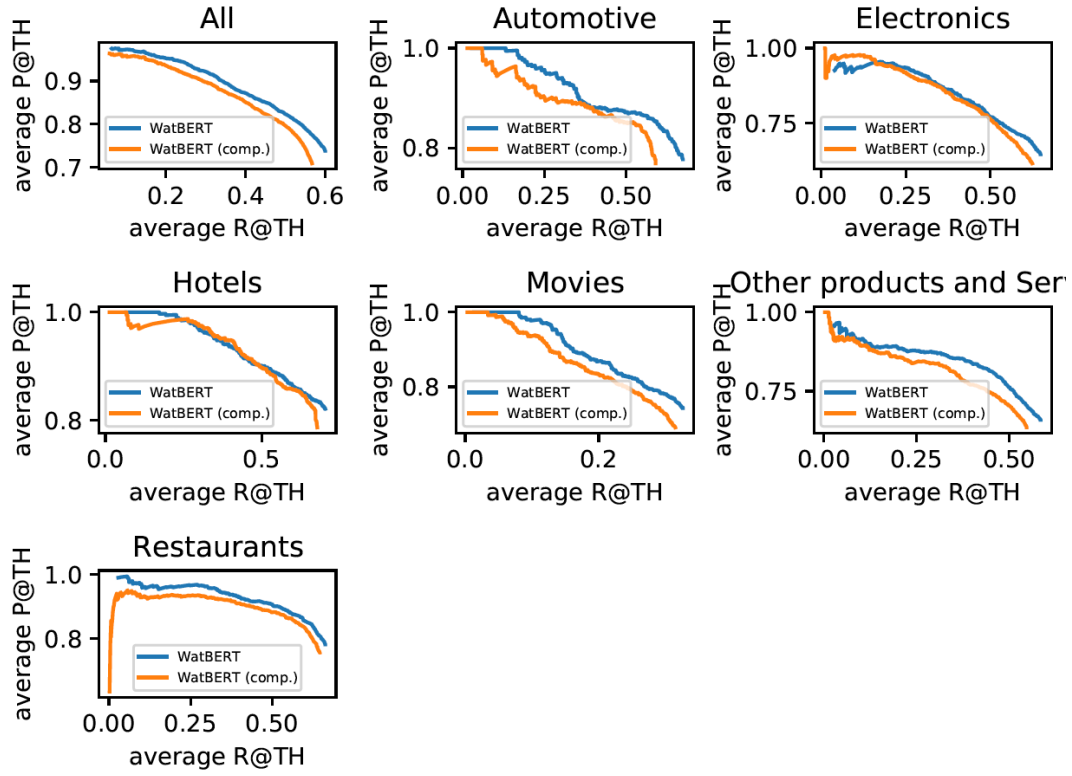 All
average P@TH
0.9
0.8
0.7
WatBERT
WatBERT (comp.)
0.2
0.4
0.6
average R@TH
Automotive
average P@TH
1.0
0.8
WatBERT
WatBERT (comp.)
0.00
0.25
0.50
average R@TH
Electronics
average P@TH
1.00
0.75
WatBERT
WatBERT (comp.)
0.00
0.25
0.50
average R@TH
Hotels
average P@TH
1.0
0.8
WatBERT
WatBERT (comp.)
0.0
0.5
average R@TH
Movies
average P@TH
1.0
0.8
WatBERT
WatBERT (comp.)
0.0
0.2
average R@TH
Other products and Serv
average P@TH
1.00
0.75
WatBERT
WatBERT (comp.)
0.00
0.25
0.50
average R@TH
Restaurants
average P@TH
1.0
0.8
WatBERT
WatBERT (comp.)
0.00
0.25
0.50
average R@TH